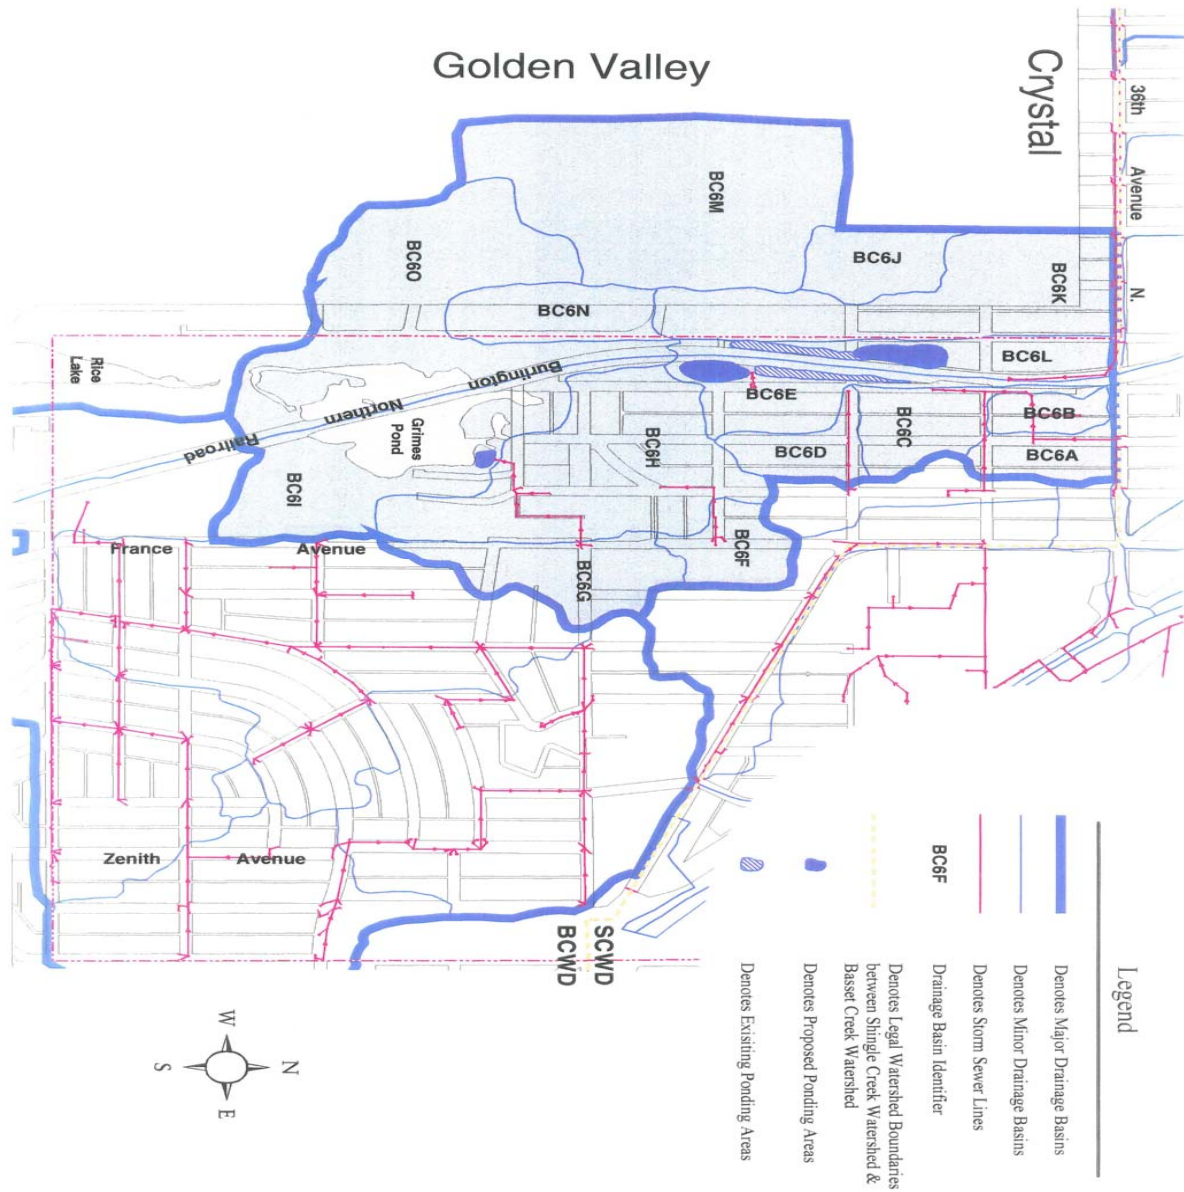 Golden Valley
Crystal
36th
Avenue
N.
BC6M
BC6O
BC6J
BC6K
BC6N
BC6L
Rice
Lake
Burlington
Northern
Railroad
Grimes
Pond
BC6E
BC6C
BC6B
BC6H
BC6D
BC6A
BC6I
BC6F
BC6G
France Avenue
Zenith Avenue
SCWD
BCWD
Legend
Denotes Major Drainage Basins
Denotes Minor Drainage Basins
Denotes Storm Sewer Lines
BC6F
Drainage Basin Identifier
Denotes Legal Watershed Boundaries
between Shingle Creek Watershed &
Basset Creek Watershed
Denotes Proposed Ponding Areas
Denotes Exisiting Ponding Areas
W
N
S
E